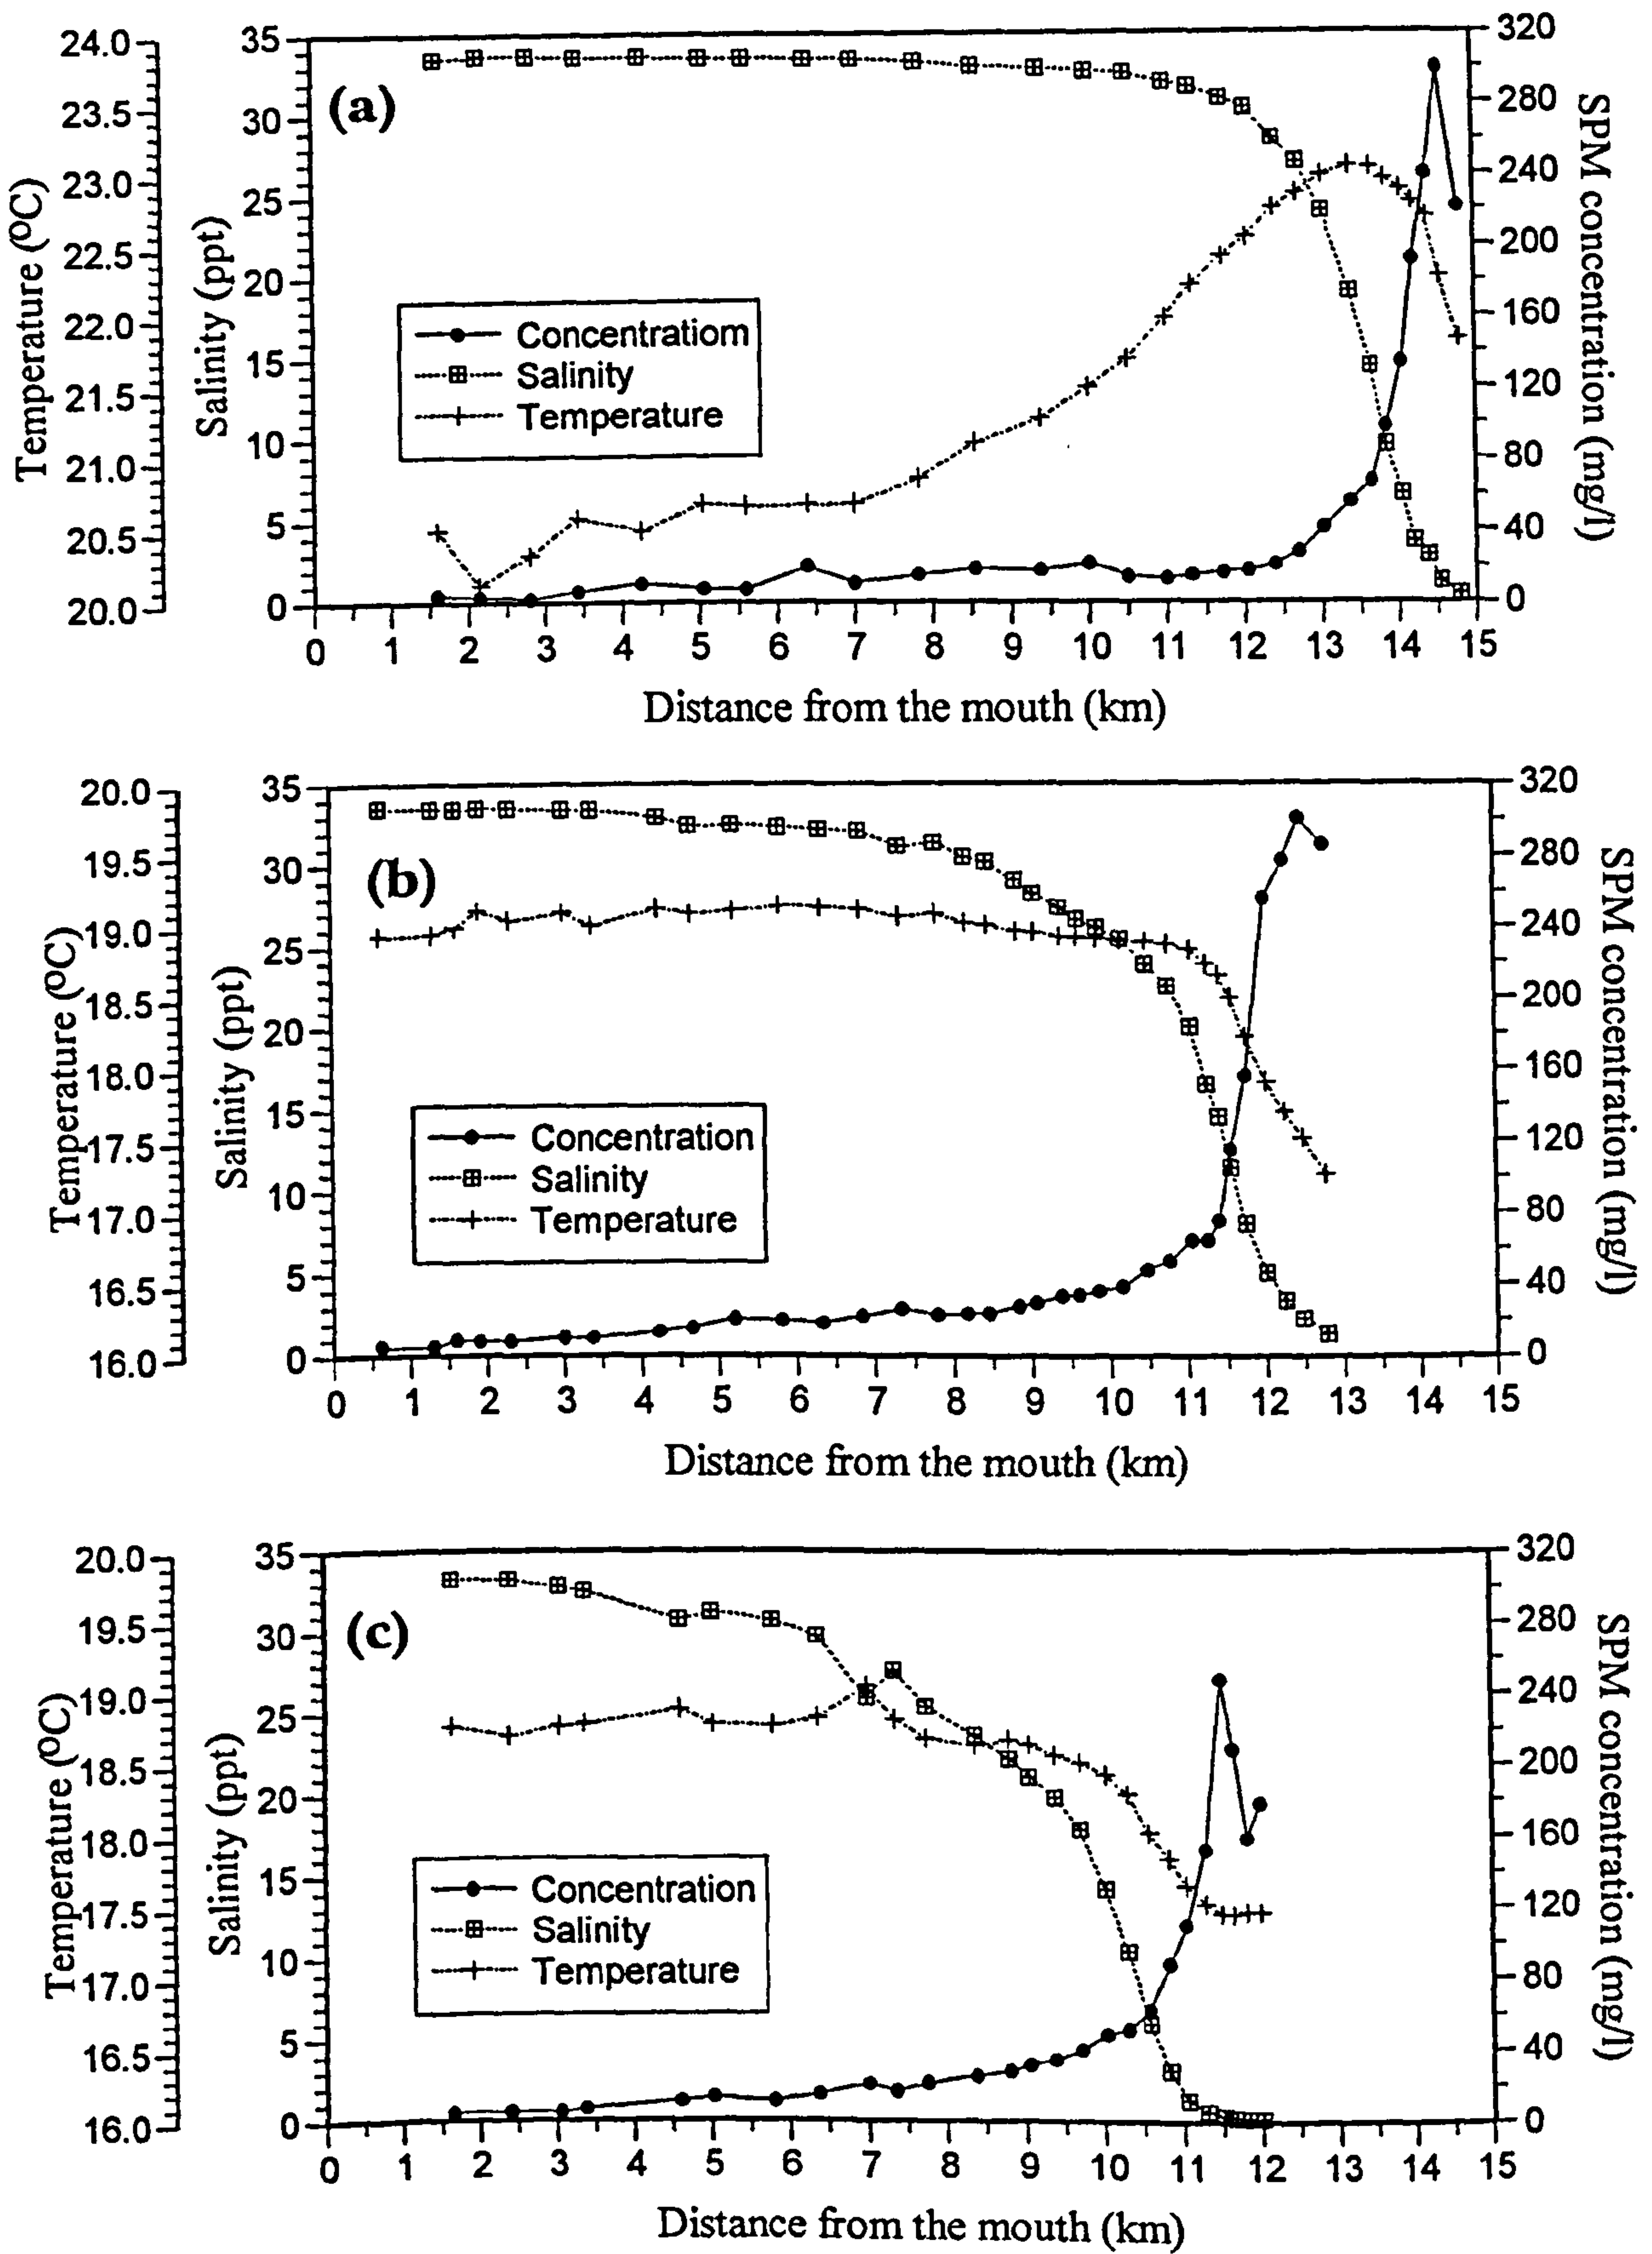 24.0
23.5
23.0
22.5
22.0
21.5
21.0
20.5
20.0
Temperature (ºC)
35
30
25
20
15
10
5
0
Salinity (ppt)
(a)
Concentratiom
Salinity
Temperature
320
280
240
200
160
120
80
40
0
SPM concentration (mg/l)
0 1 2 3 4 5 6 7 8 9 10 11 12 13 14 15
Distance from the mouth (km)
20.0
19.5
19.0
18.5
18.0
17.5
17.0
16.5
16.0
Temperature (ºC)
35
30
25
20
15
10
5
0
Salinity (ppt)
(b)
Concentration
Salinity
Temperature
320
280
240
200
160
120
80
40
0
SPM concentration (mg/l)
0 1 2 3 4 5 6 7 8 9 10 11 12 13 14 15
Distance from the mouth (km)
20.0
19.5
19.0
18.5
18.0
17.5
17.0
16.5
16.0
Temperature (ºC)
35
30
25
20
15
10
5
0
Salinity (ppt)
(c)
Concentration
Salinity
Temperature
320
280
240
200
160
120
80
40
0
SPM concentration (mg/l)
0 1 2 3 4 5 6 7 8 9 10 11 12 13 14 15
Distance from the mouth (km)